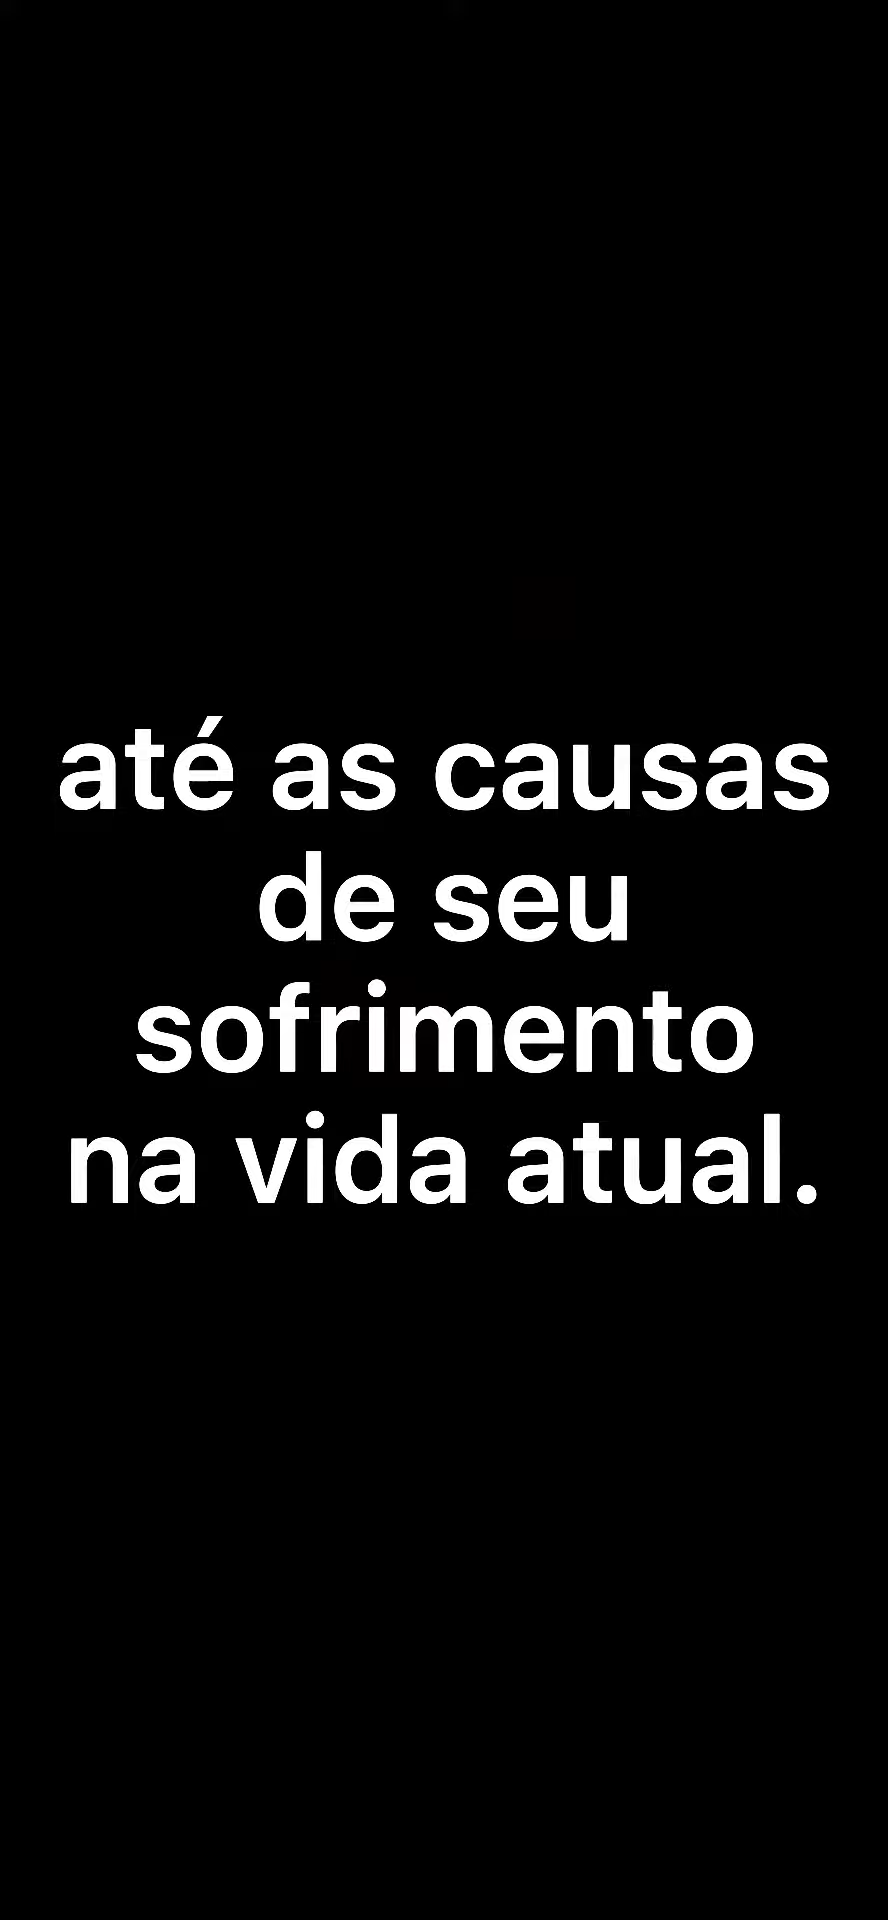 até as causas
de seu
sofrimento
na vida atual.